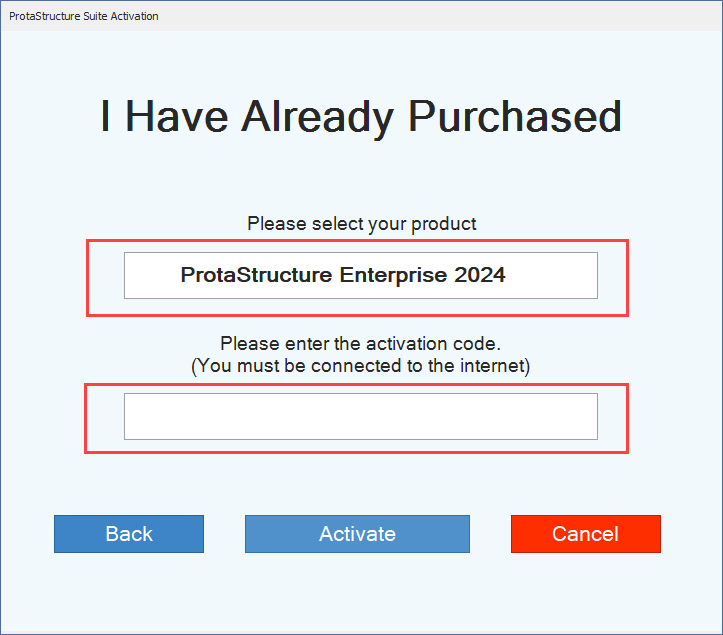 ProtaStructure Suite Activation
I Have Already Purchased
Please select your product
ProtaStructure Enterprise 2024
Please enter the activation code.
(You must be connected to the internet)
Back
Activate
Cancel